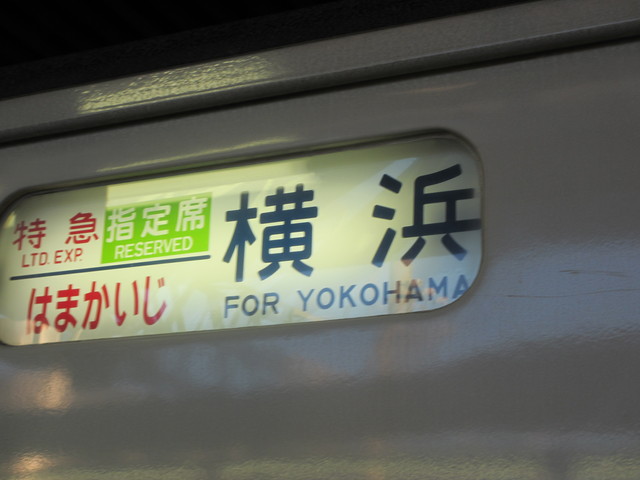 特急 指定席
LTD. EXP. RESERVED
はまかいじ
横浜
FOR YOKOHAMA